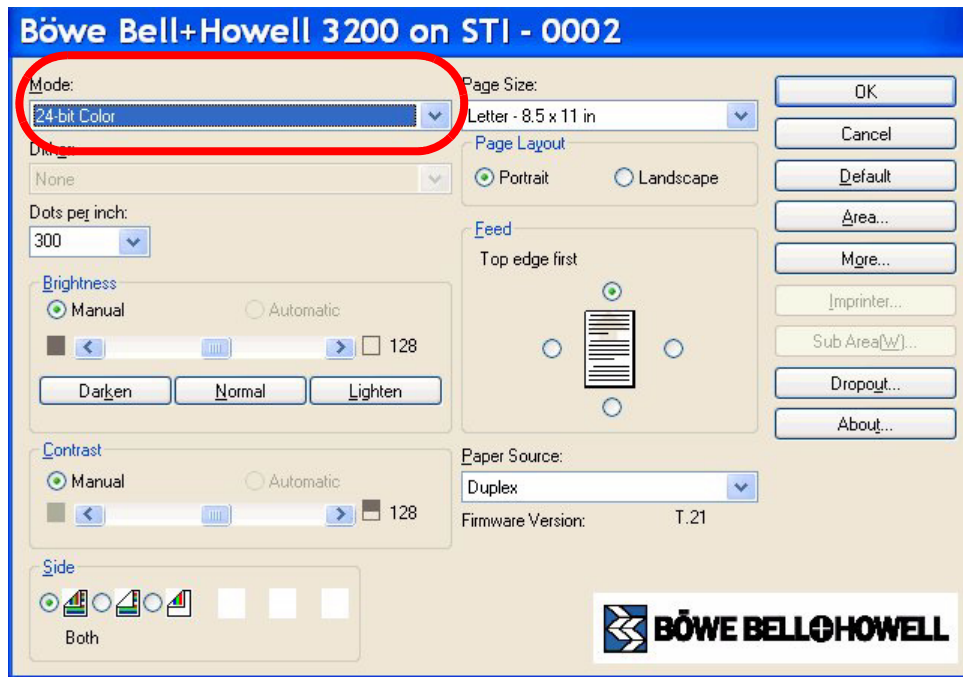 Böwe Bell+Howell 3200 on STI - 0002
Mode:
24-bit Color
Dither:
None
Dots per inch:
300
Brightness
Manual
Automatic
128
Darken
Normal
Lighten
Contrast
Manual
Automatic
128
Side
Both
Page Size:
Letter - 8.5 x 11 in
Page Layout
Portrait
Landscape
Feed
Top edge first
Paper Source:
Duplex
Firmware Version: T.21
OK
Cancel
Default
Area...
More...
Imprinter...
Sub Area(W)...
Dropout...
About...
BÖWE BELL+HOWELL